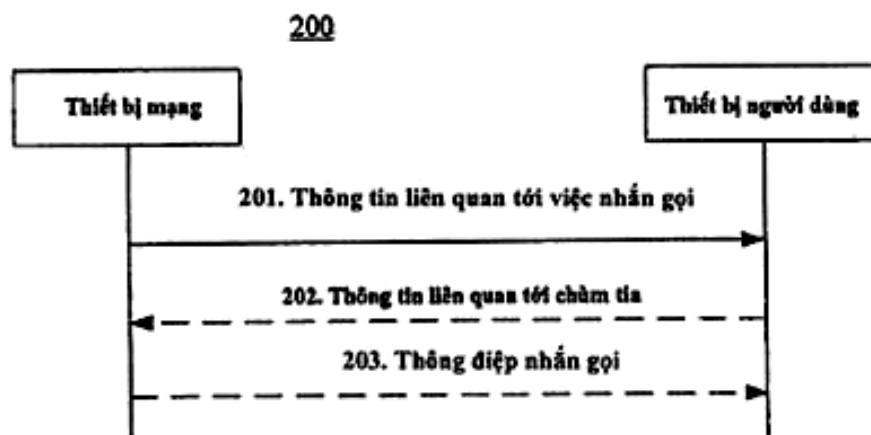 200
Thiết bị mạng
Thiết bị người dùng
201. Thông tin liên quan tới việc nhắn gọi
202. Thông tin liên quan tới chùm tia
203. Thông điệp nhắn gọi